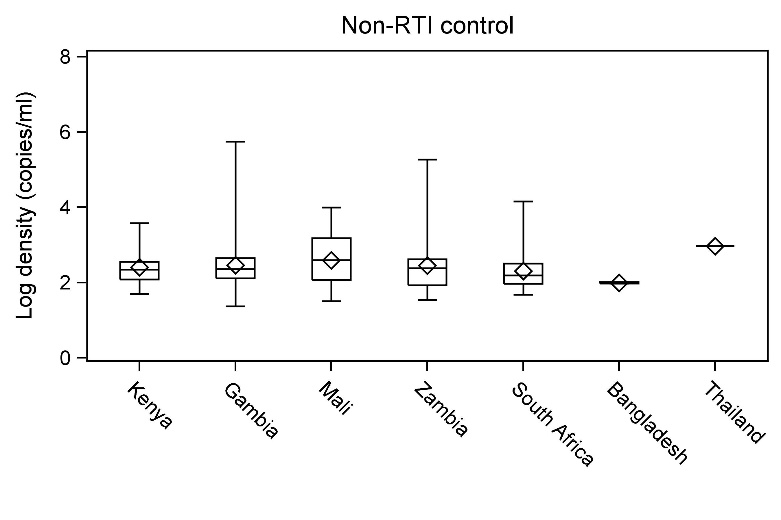 Non-RTI control
Log density (copies/ml)
8
6
4
2
0
Kenya
Gambia
Mali
Zambia
South Africa
Bangladesh
Thailand